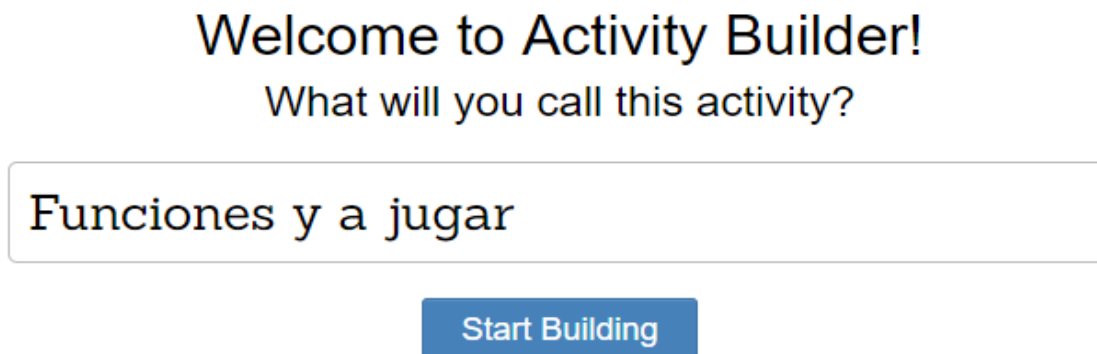 Welcome to Activity Builder!
What will you call this activity?
Funciones y a jugar
Start Building